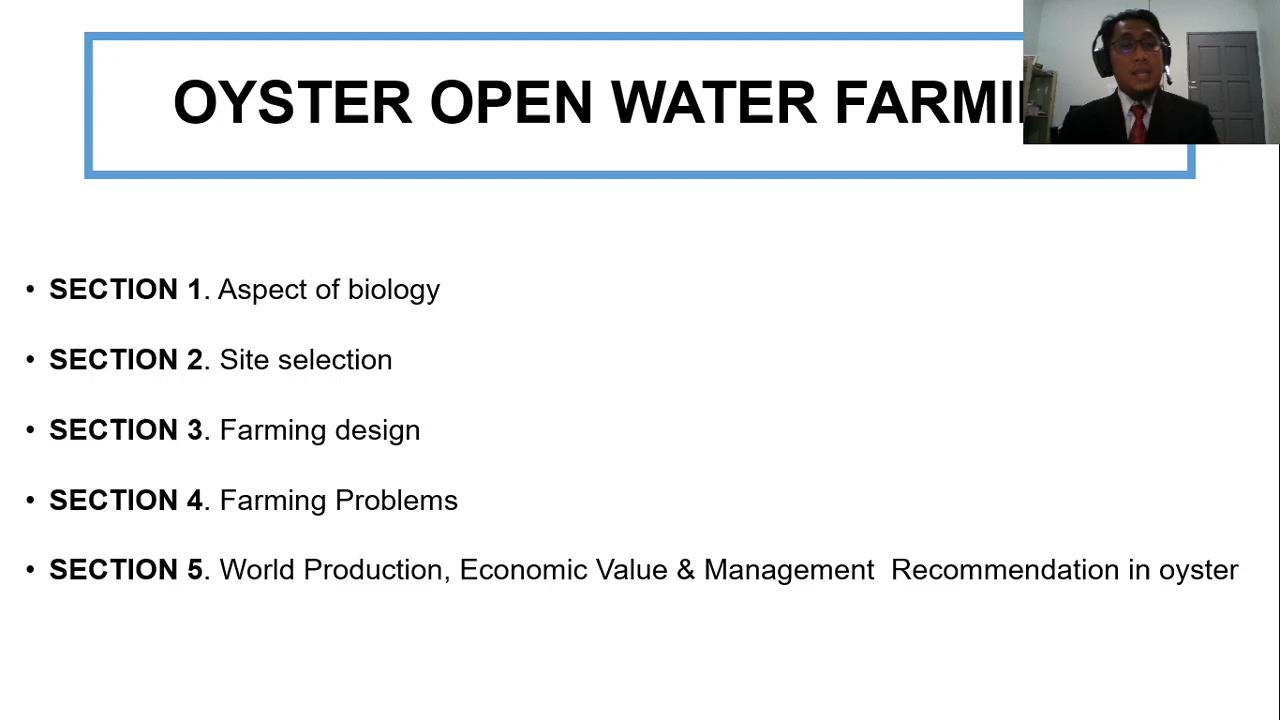 OYSTER OPEN WATER
• SECTION 1. Aspect of biology
• SECTION 2. Site selection
• SECTION 3. Farming design
• SECTION 4. Farming Problems
• SECTION 5. World Production, Economic Value & Management  Recommendation in oyster